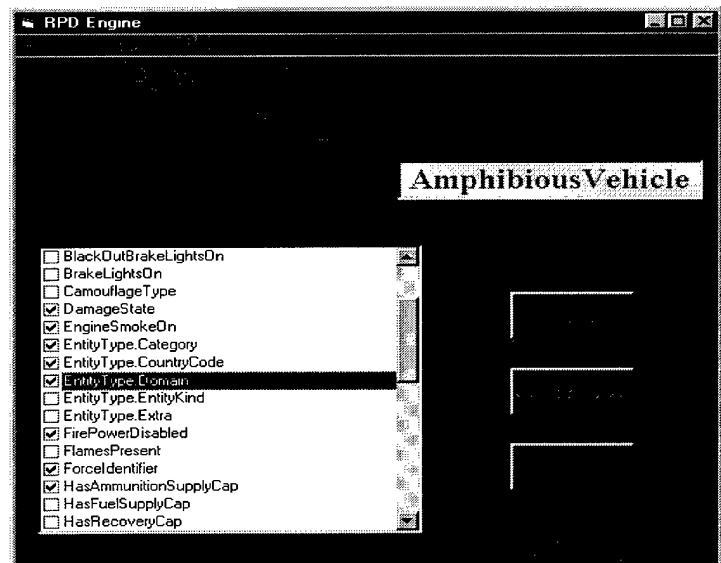 RPD Engine
AmphibiousVehicle
BlackOutBrakeLightsOn
BrakeLightsOn
CamouflageType
DamageState
EngineSmokeOn
EntityType.Category
EntityType.CountryCode
EntityType.Domain
EntityType.EntityKind
EntityType.Extra
FirePowerDisabled
FlamesPresent
ForceIdentifier
HasAmmunitionSupplyCap
HasFuelSupplyCap
HasRecoveryCap